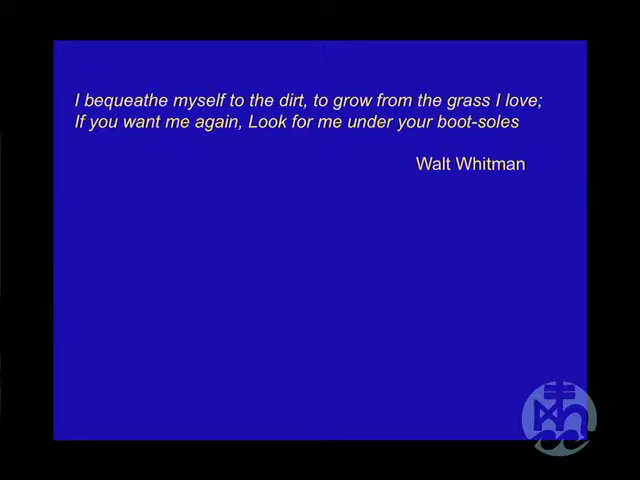 I bequeathe myself to the dirt, to grow from the grass I love;
If you want me again, Look for me under your boot-soles
Walt Whitman